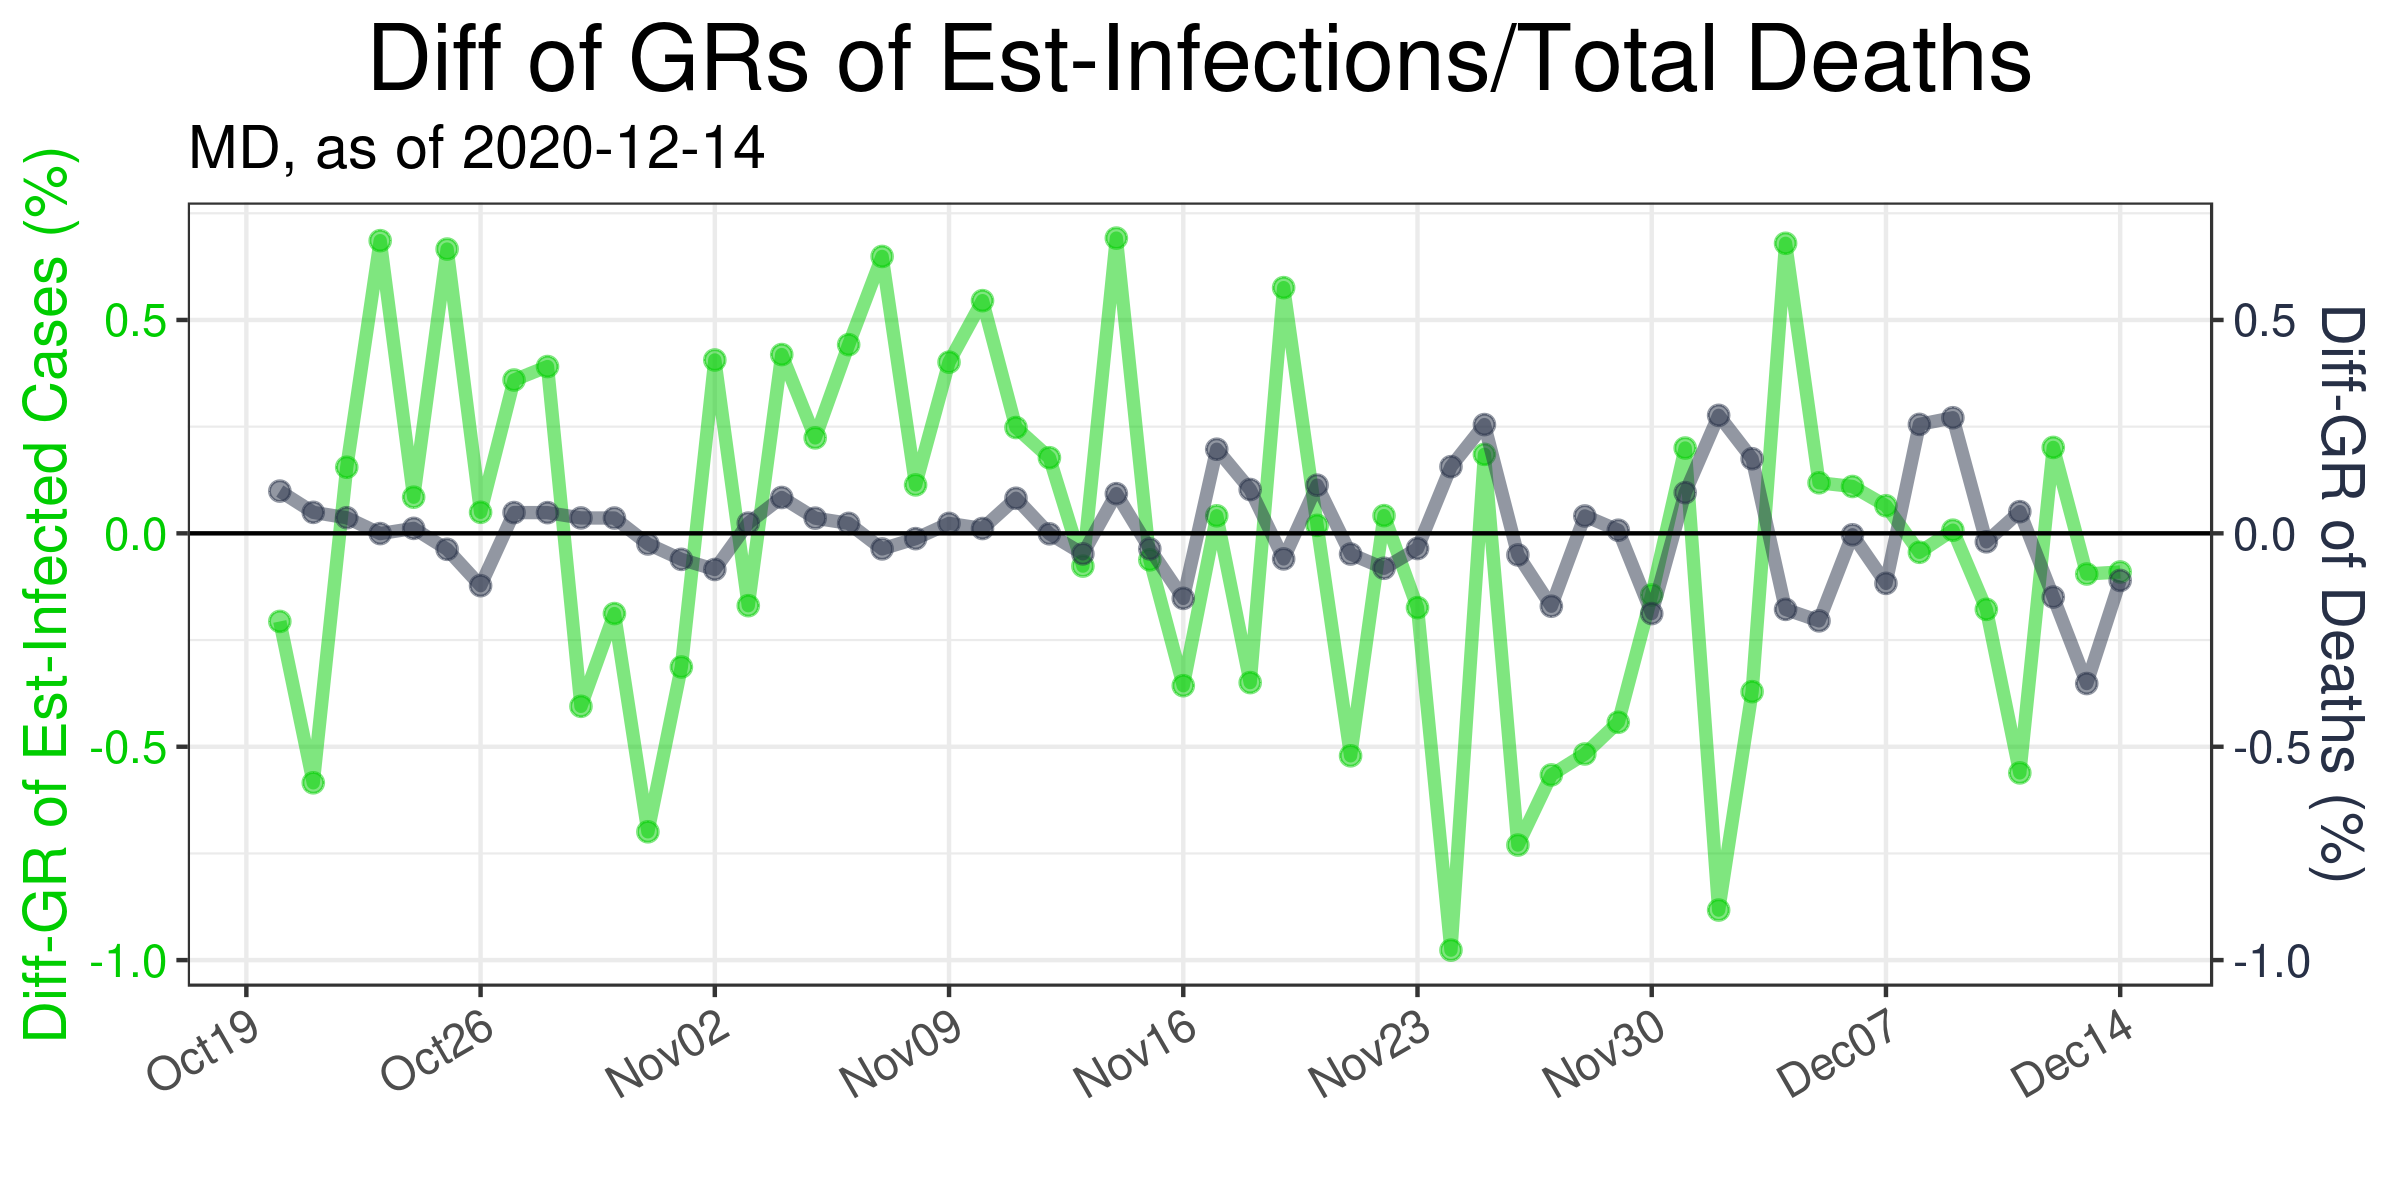 Diff of GRs of Est-Infections/Total Deaths
MD, as of 2020-12-14
Diff-GR of Est-Infected Cases (%)
0.5
0.0
-0.5
-1.0
0.5
0.0
-0.5
-1.0
Diff-GR of Deaths (%)
Oct19 Oct26 Nov02 Nov09 Nov16 Nov23 Nov30 Dec07 Dec14